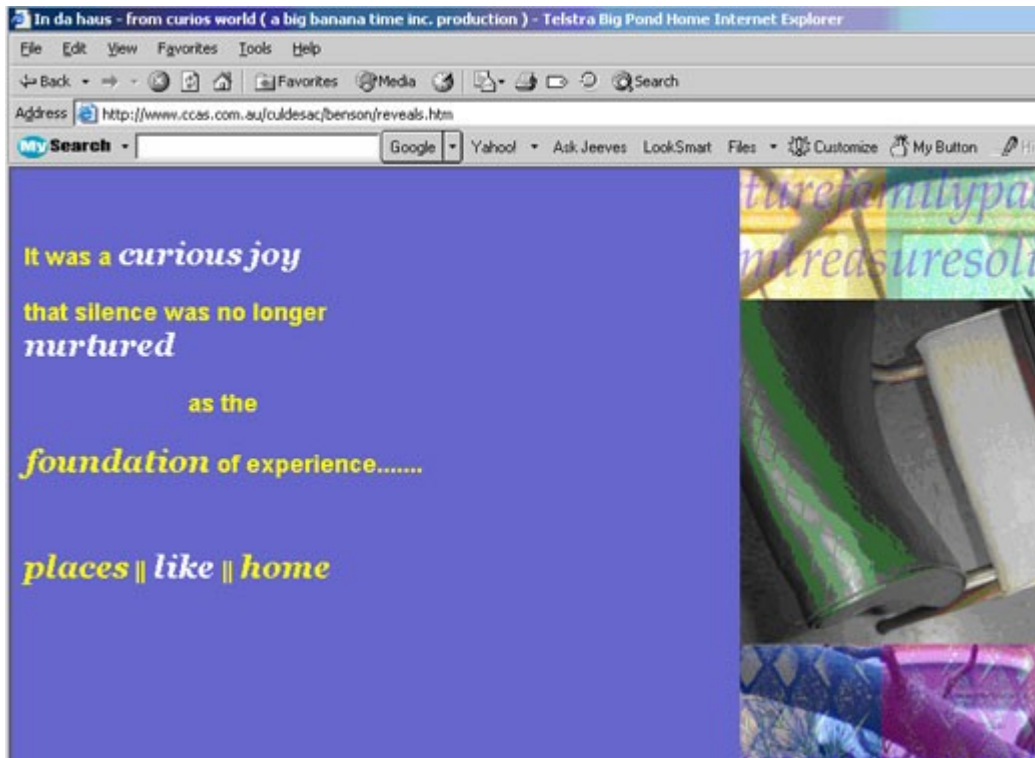 In da haus - from curios world ( a big banana time inc. production ) - Telstra Big Pond Home Internet Explorer
File Edit View Favorites Tools Help
Back Favorites Media Search
Address http://www.ccas.com.au/culdesac/benson/reveals.htm
My Search Google Yahoo! Ask Jeeves LookSmart Files Customize My Button
turefamilypas
treasuresoli
It was a curious joy
that silence was no longer
nurtured
as the
foundation of experience.......
places || like || home